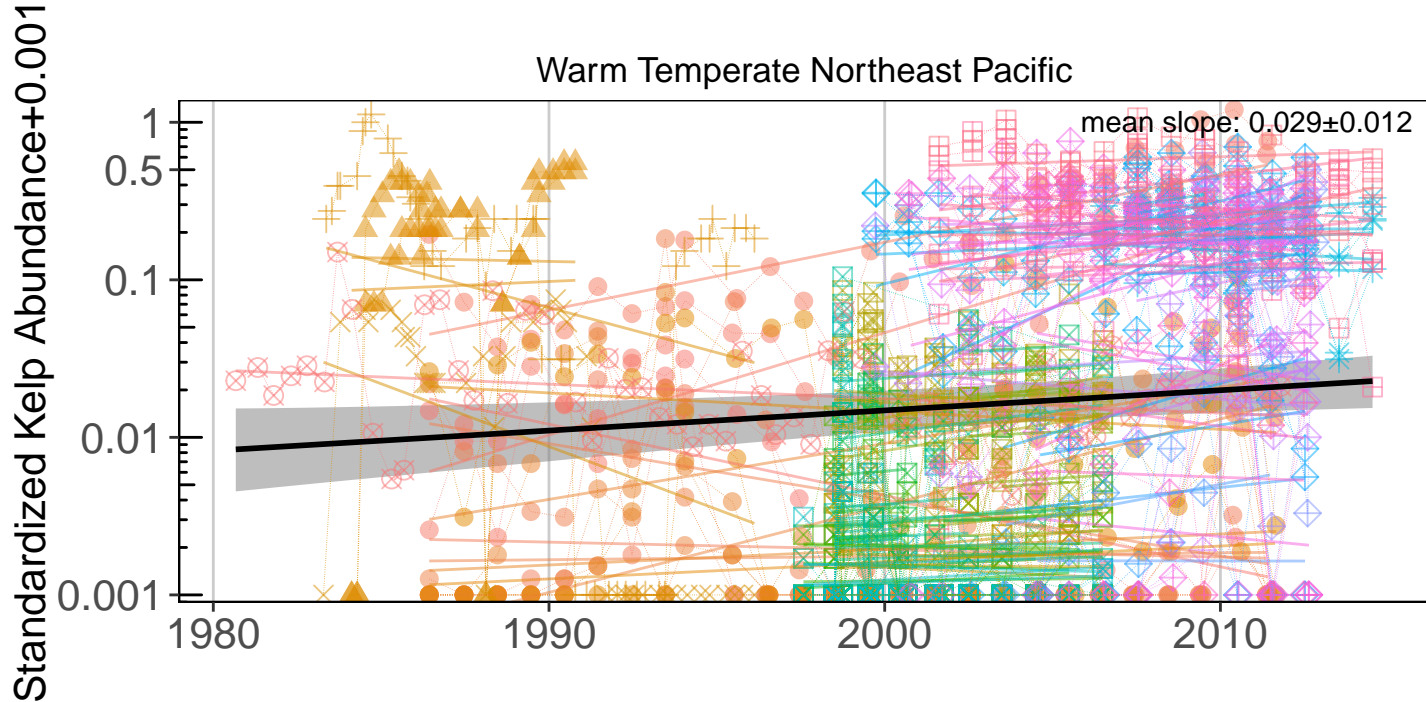 Warm Temperate Northeast Pacific
mean slope: 0.029±0.012
Standardized Kelp Abundance+0.001
1
0.5
0.1
0.01
0.001
1980 1990 2000 2010